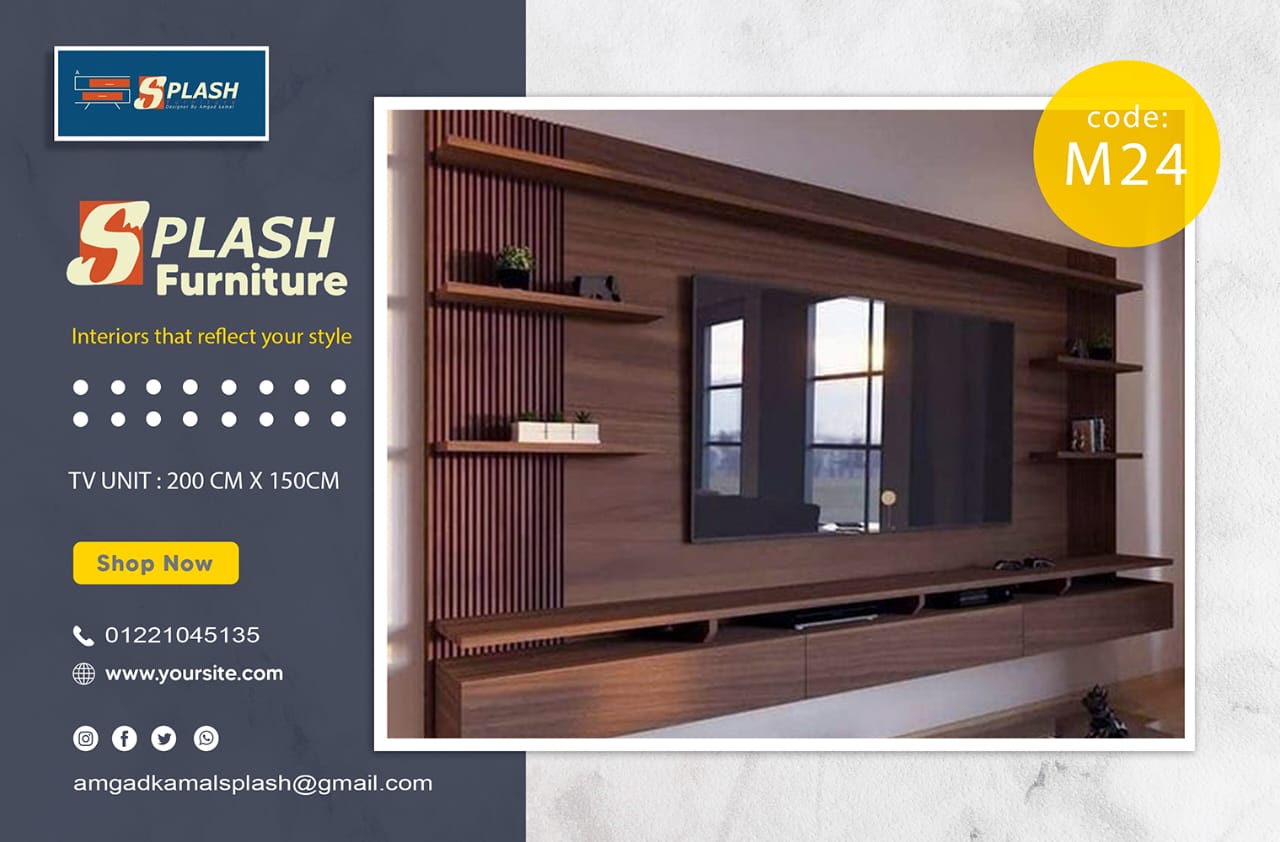 SPLASH
Designer By Amgad kamal
SPLASH
Furniture
Interiors that reflect your style
TV UNIT : 200 CM X 150CM
Shop Now
01221045135
www.yoursite.com
amgadkamalsplash@gmail.com
code:
M24